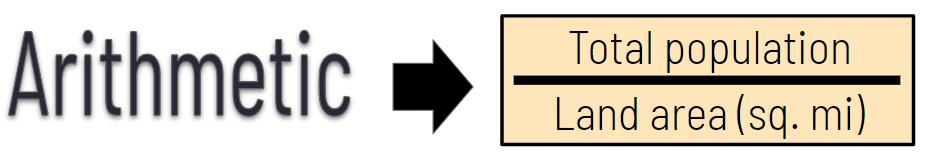 Arithmetic
Total population
Land area (sq. mi)